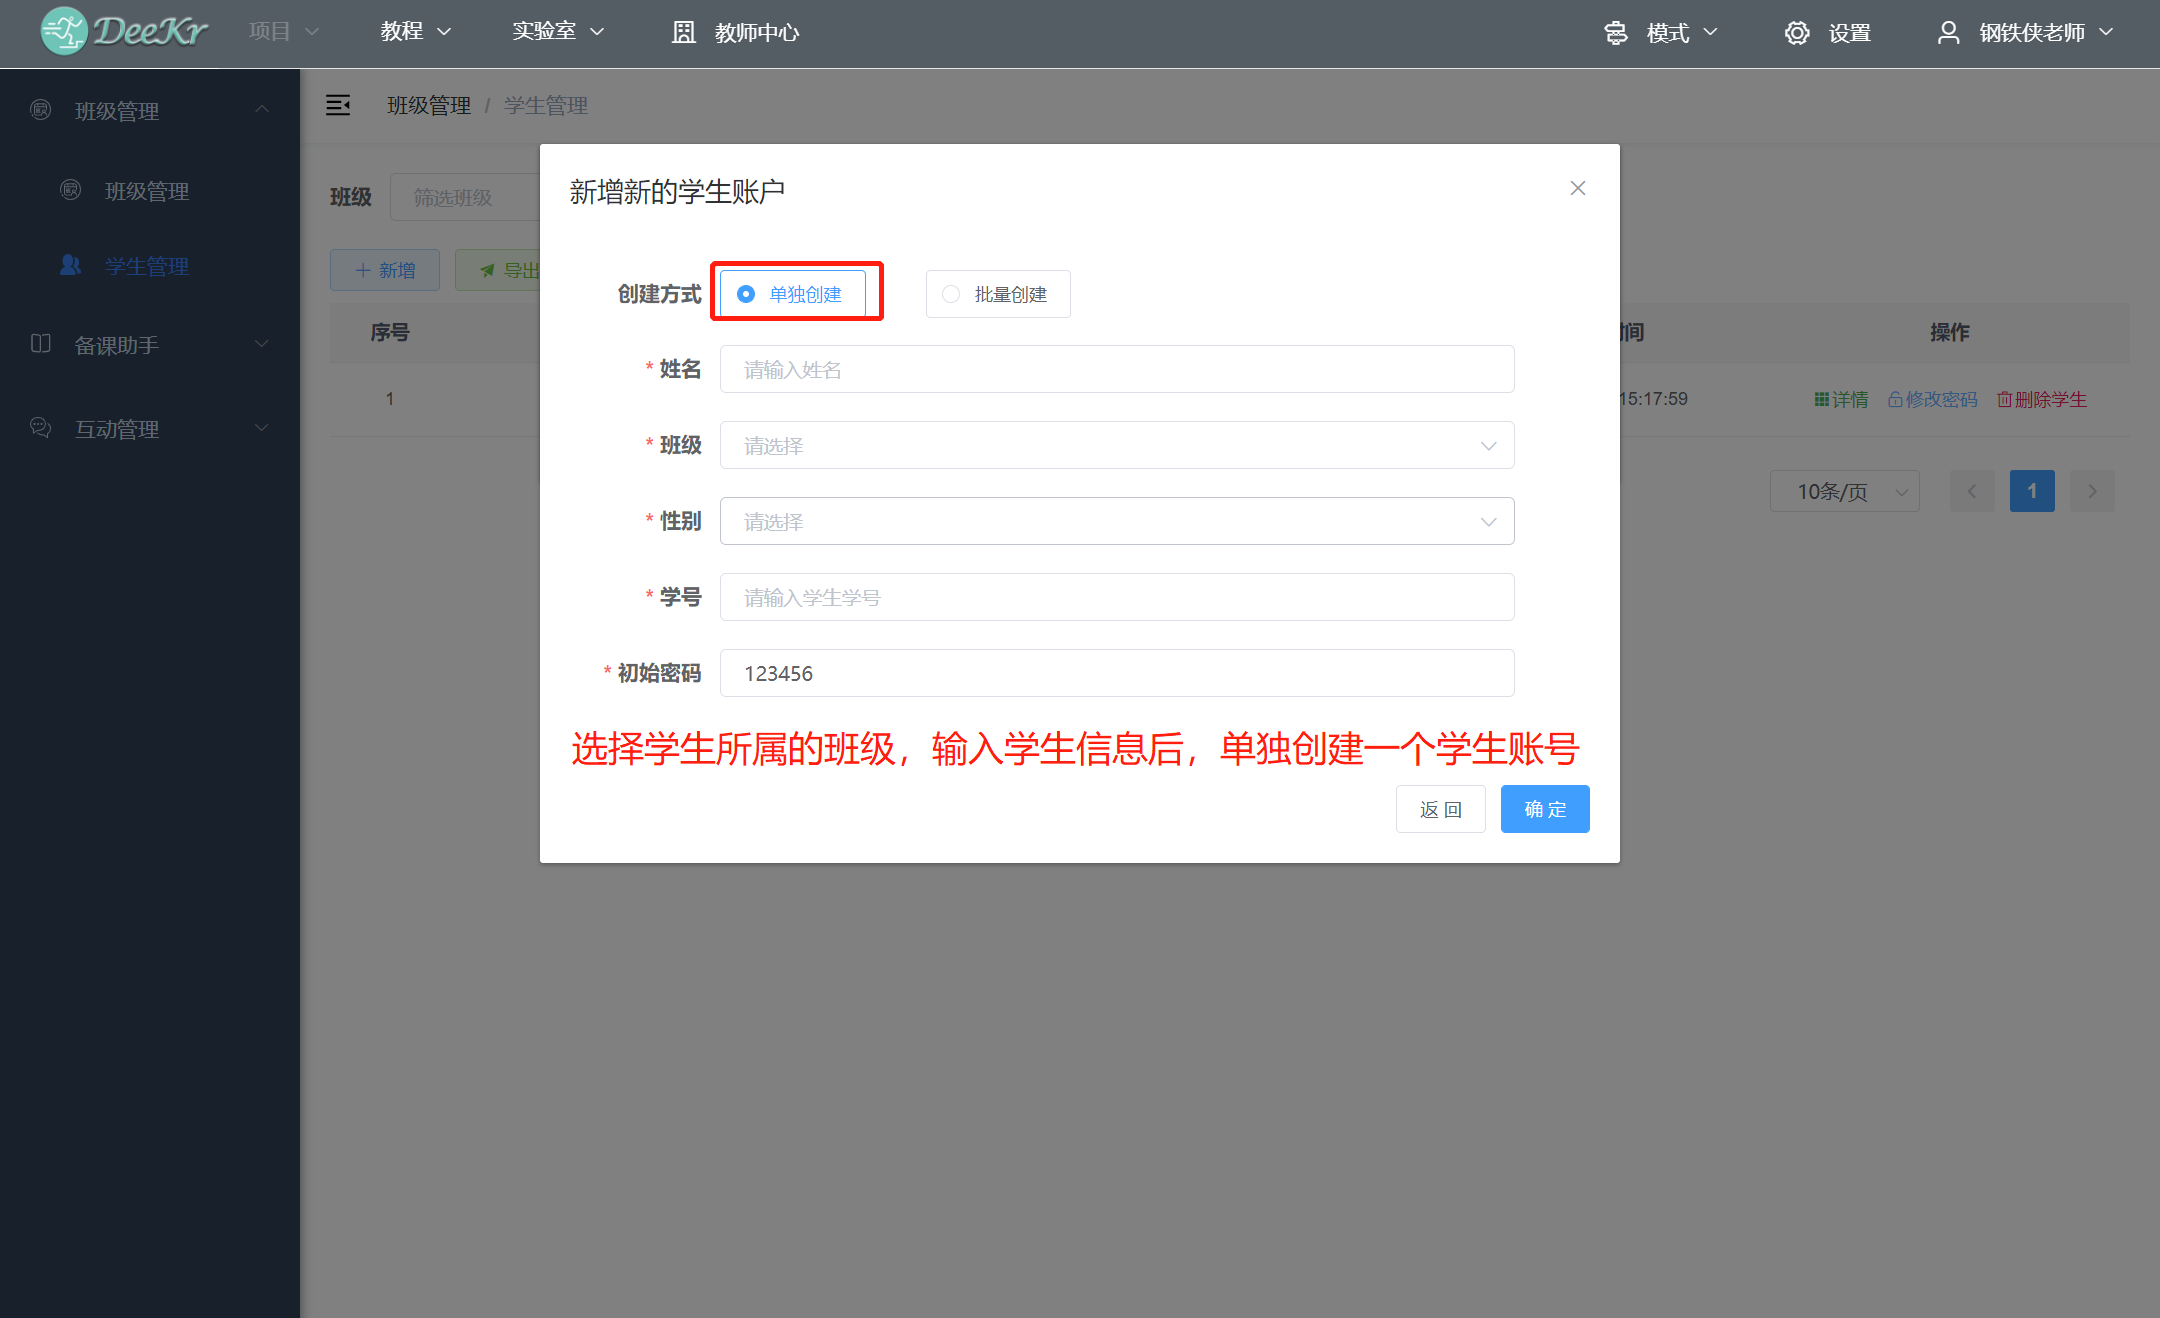 DeeKr 项目 教程 实验室 教师中心 模式 设置 钢铁侠老师
班级管理
班级管理
学生管理
备课助手
互动管理
班级管理 / 学生管理
班级 筛选班级
新增 导出
序号 间 操作
1 15:17:59 详情 修改密码 删除学生
10条/页 1
新增新的学生账户
创建方式 单独创建 批量创建
* 姓名 请输入姓名
* 班级 请选择
* 性别 请选择
* 学号 请输入学生学号
* 初始密码 123456
选择学生所属的班级，输入学生信息后，单独创建一个学生账号
返 回 确 定